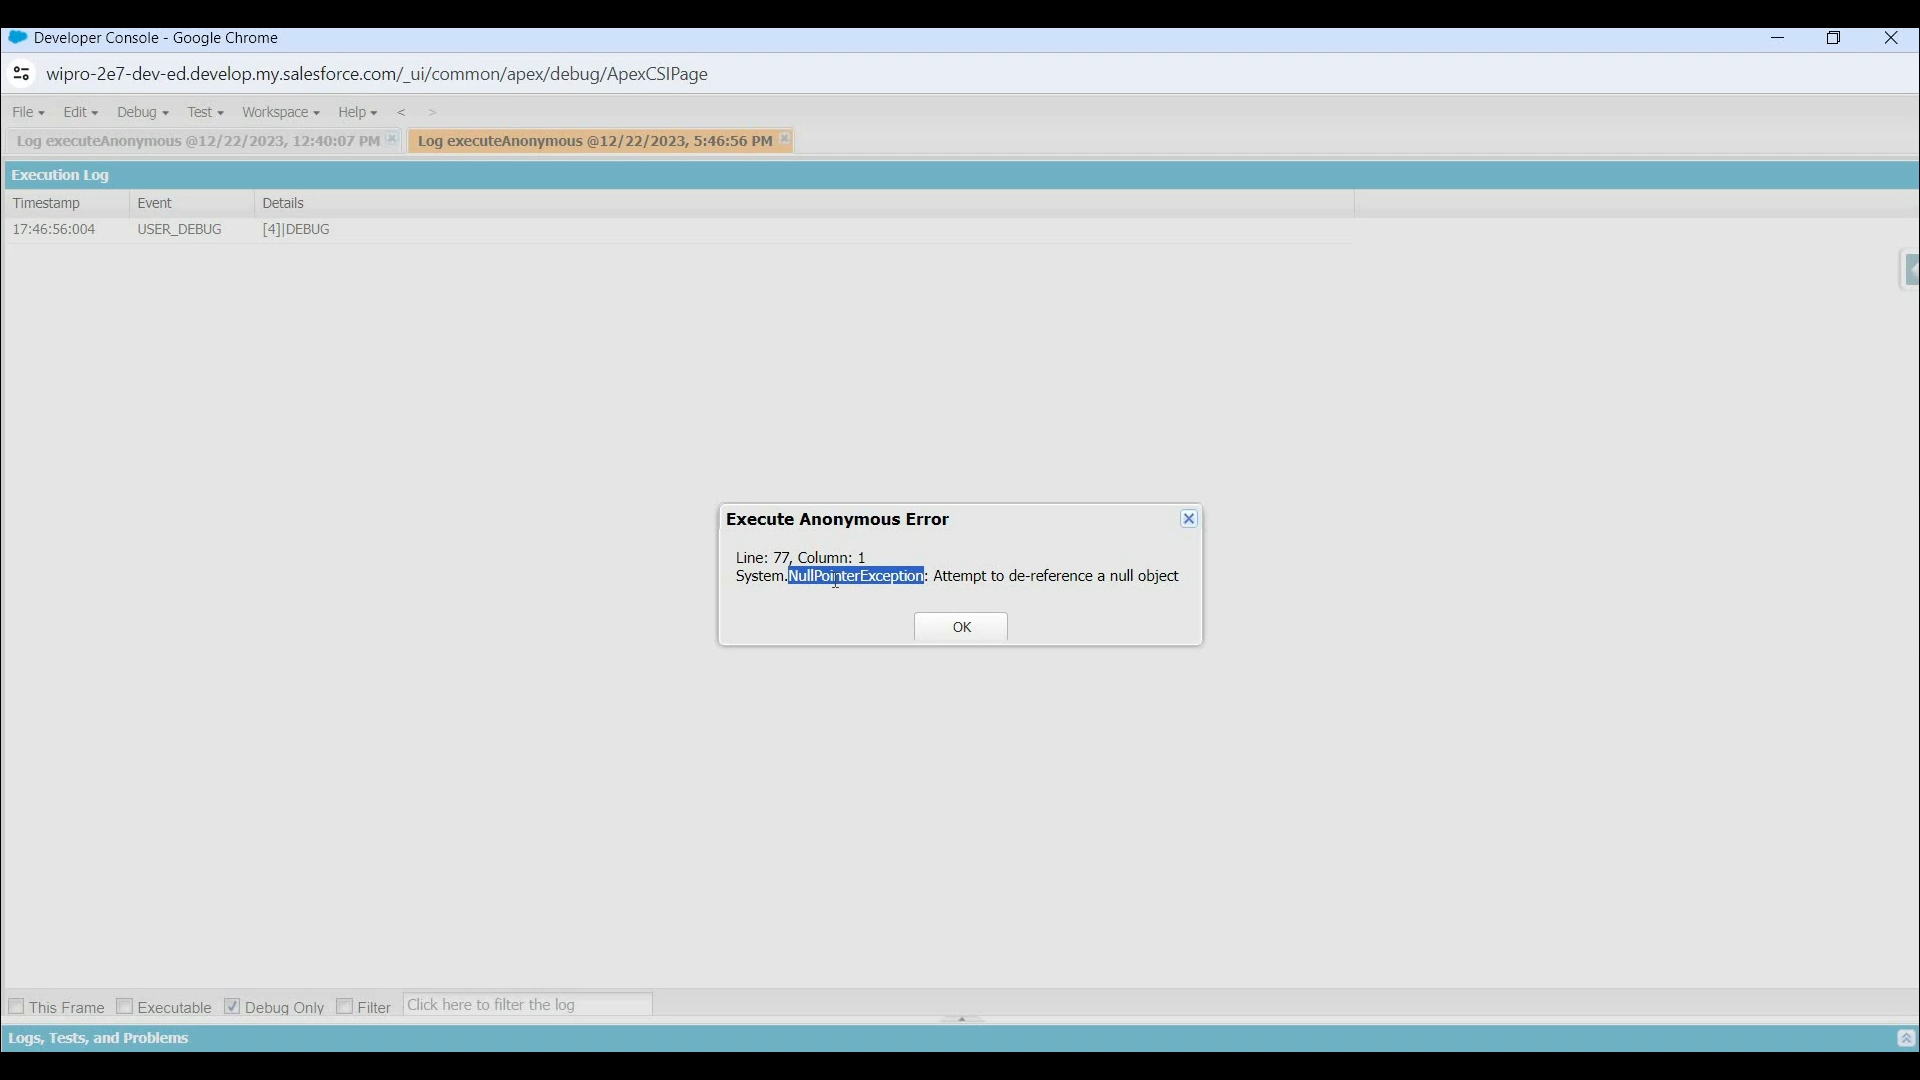 Developer Console - Google Chrome
wipro-2e7-dev-ed.develop.my.salesforce.com/_ui/common/apex/debug/ApexCSIPage
File Edit Debug Test Workspace Help < >
Log executeAnonymous @12/22/2023, 12:40:07 PM Log executeAnonymous @12/22/2023, 5:46:56 PM
Execution Log
Timestamp Event Details
17:46:56:004 USER_DEBUG [4]|DEBUG
Execute Anonymous Error
Line: 77, Column: 1
System.NullPointerException: Attempt to de-reference a null object
OK
This Frame Executable Debug Only Filter Click here to filter the log
Logs, Tests, and Problems